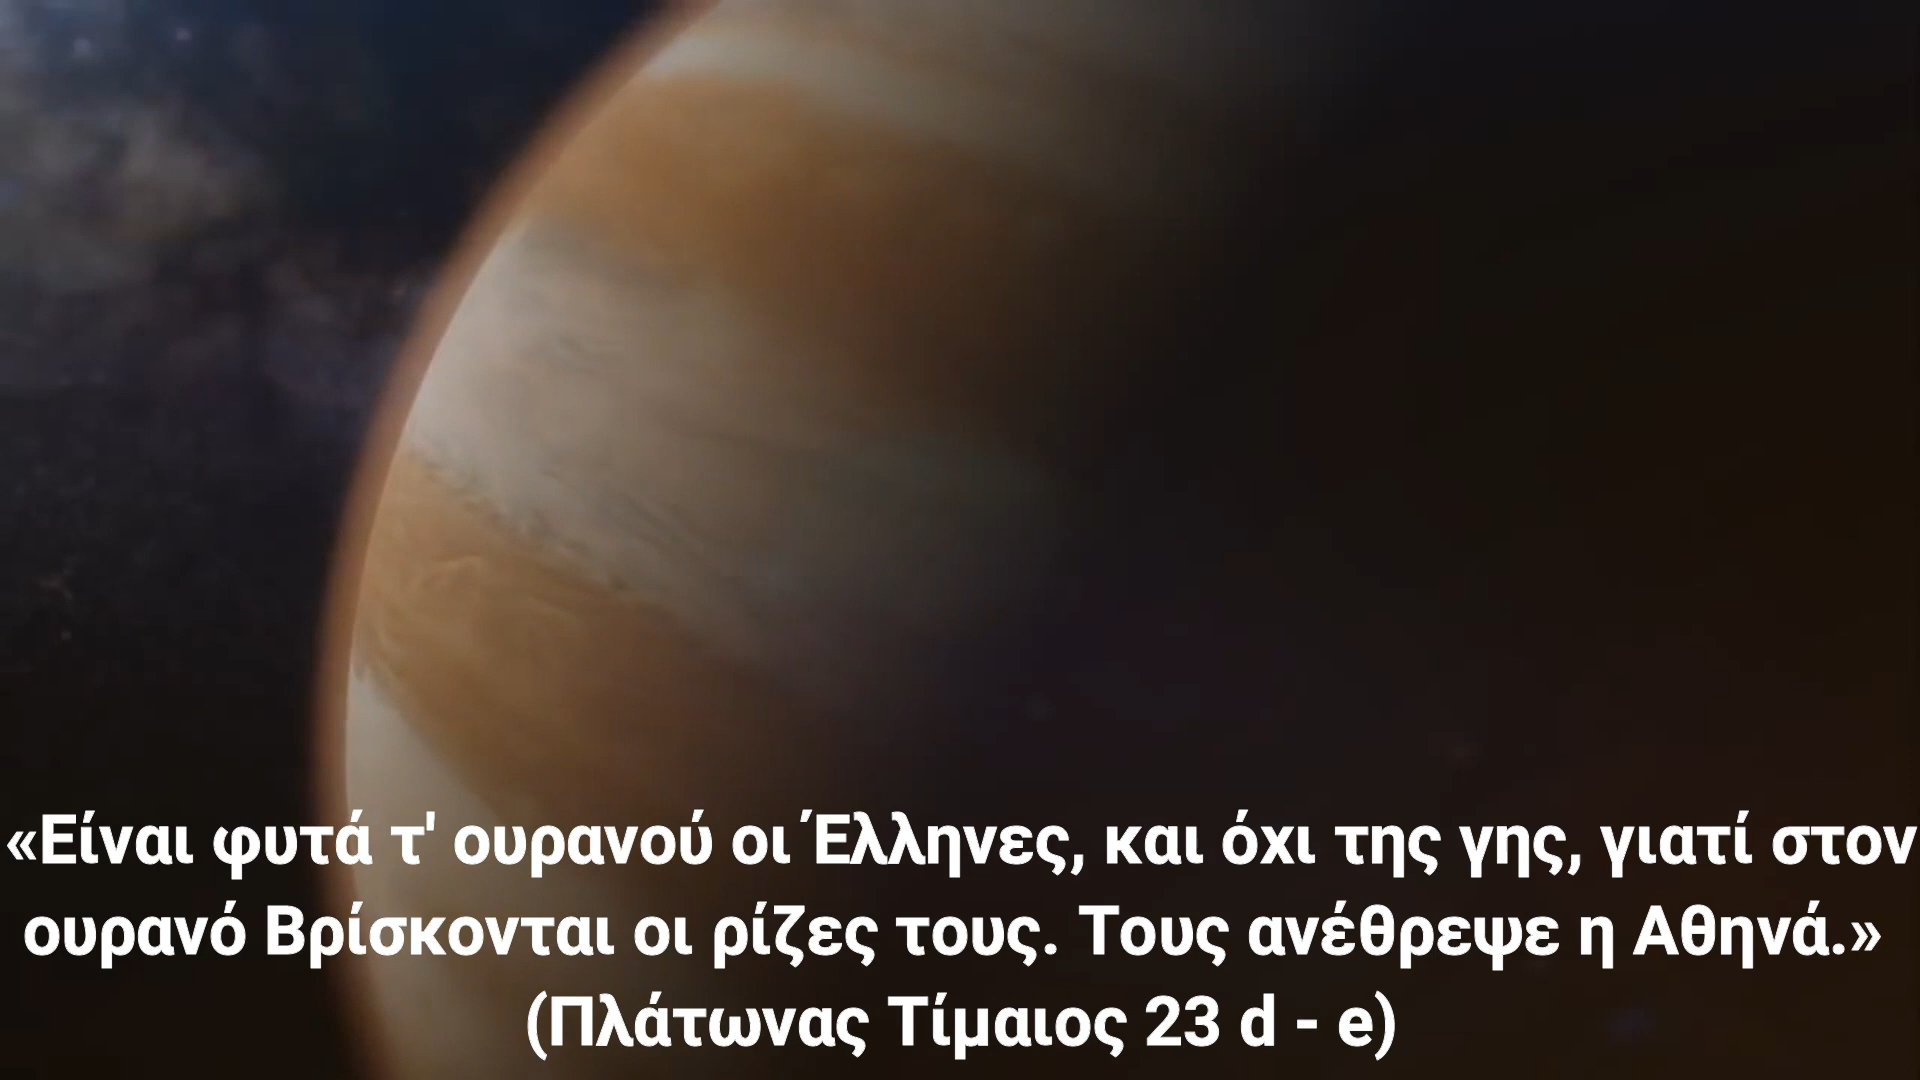 «Είναι φυτά τ' ουρανού οι Έλληνες, και όχι της γης, γιατί στον
ουρανό Βρίσκονται οι ρίζες τους. Τους ανέθρεψε η Αθηνά.»
(Πλάτωνας Τίμαιος 23 d - e)